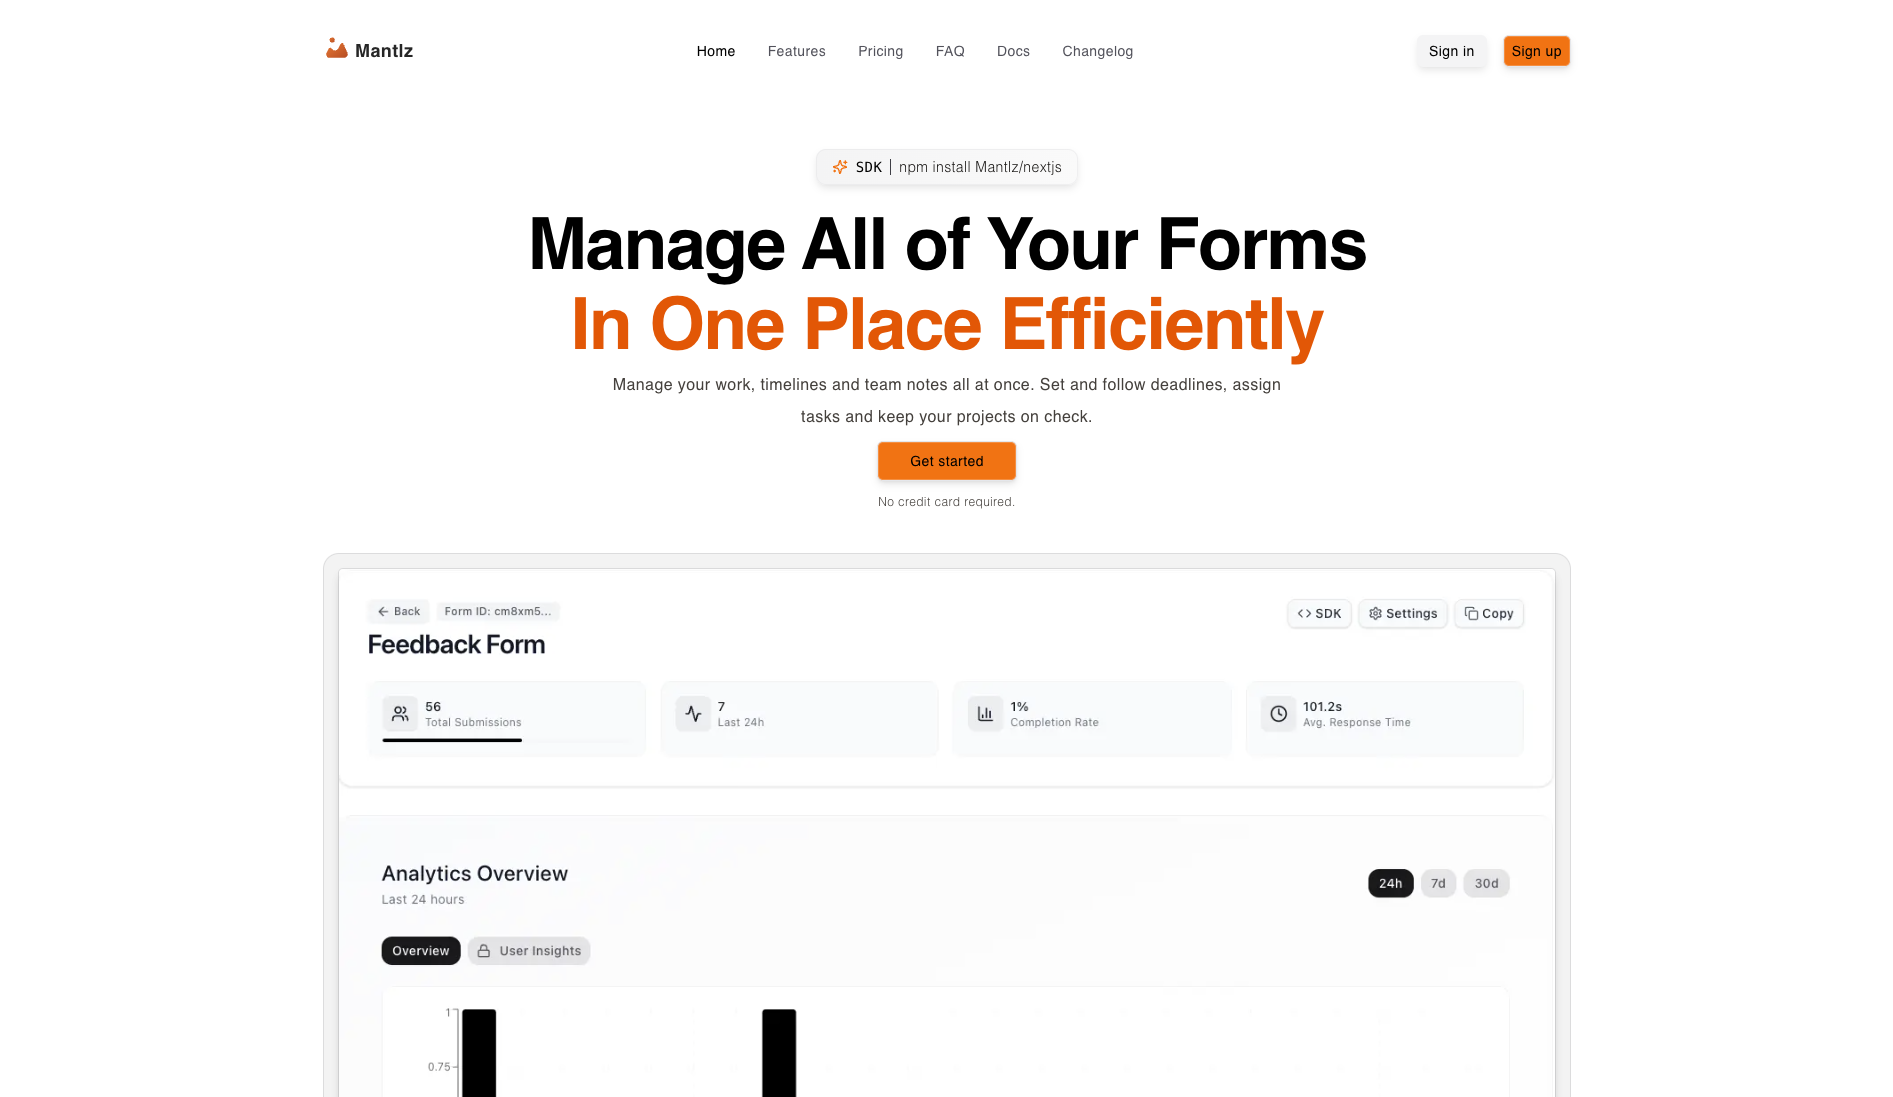 Mantlz
Home
Features
Pricing
FAQ
Docs
Changelog
Sign in
Sign up
SDK | npm install Mantlz/nextjs
Manage All of Your Forms
In One Place Efficiently
Manage your work, timelines and team notes all at once. Set and follow deadlines, assign
tasks and keep your projects on check.
Get started
No credit card required.
Back
Form ID: cm8xm5...
SDK
Settings
Copy
Feedback Form
56
Total Submissions
7
Last 24h
1%
Completion Rate
101.2s
Avg. Response Time
Analytics Overview
Last 24 hours
24h
7d
30d
Overview
User Insights
1
0.75